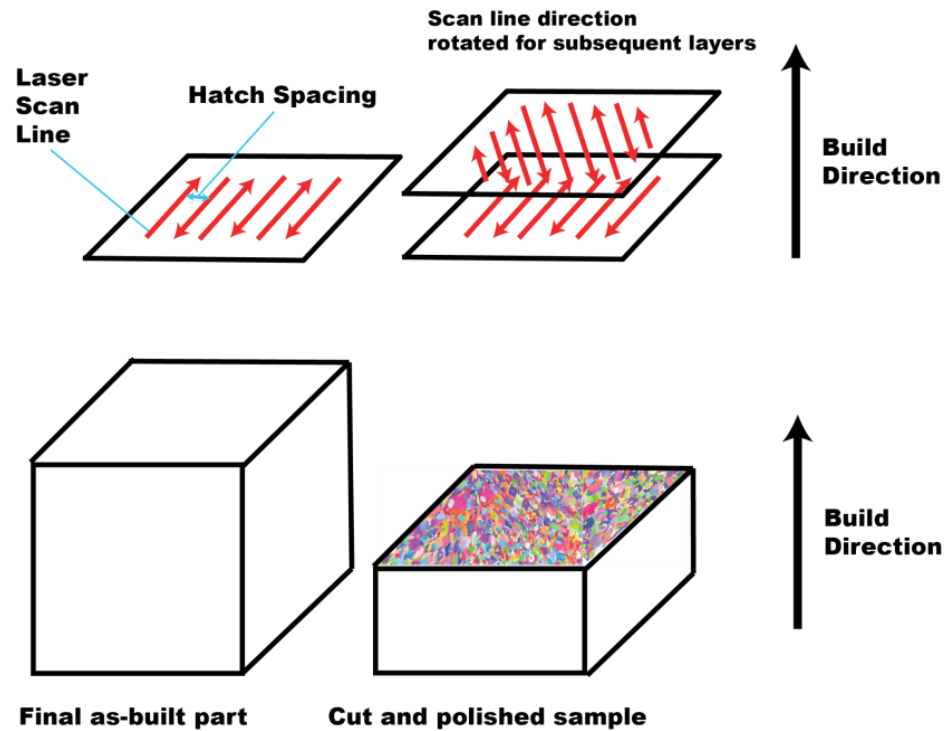 Scan line direction
rotated for subsequent layers
Laser
Scan
Line
Hatch Spacing
Build
Direction
Build
Direction
Final as-built part
Cut and polished sample